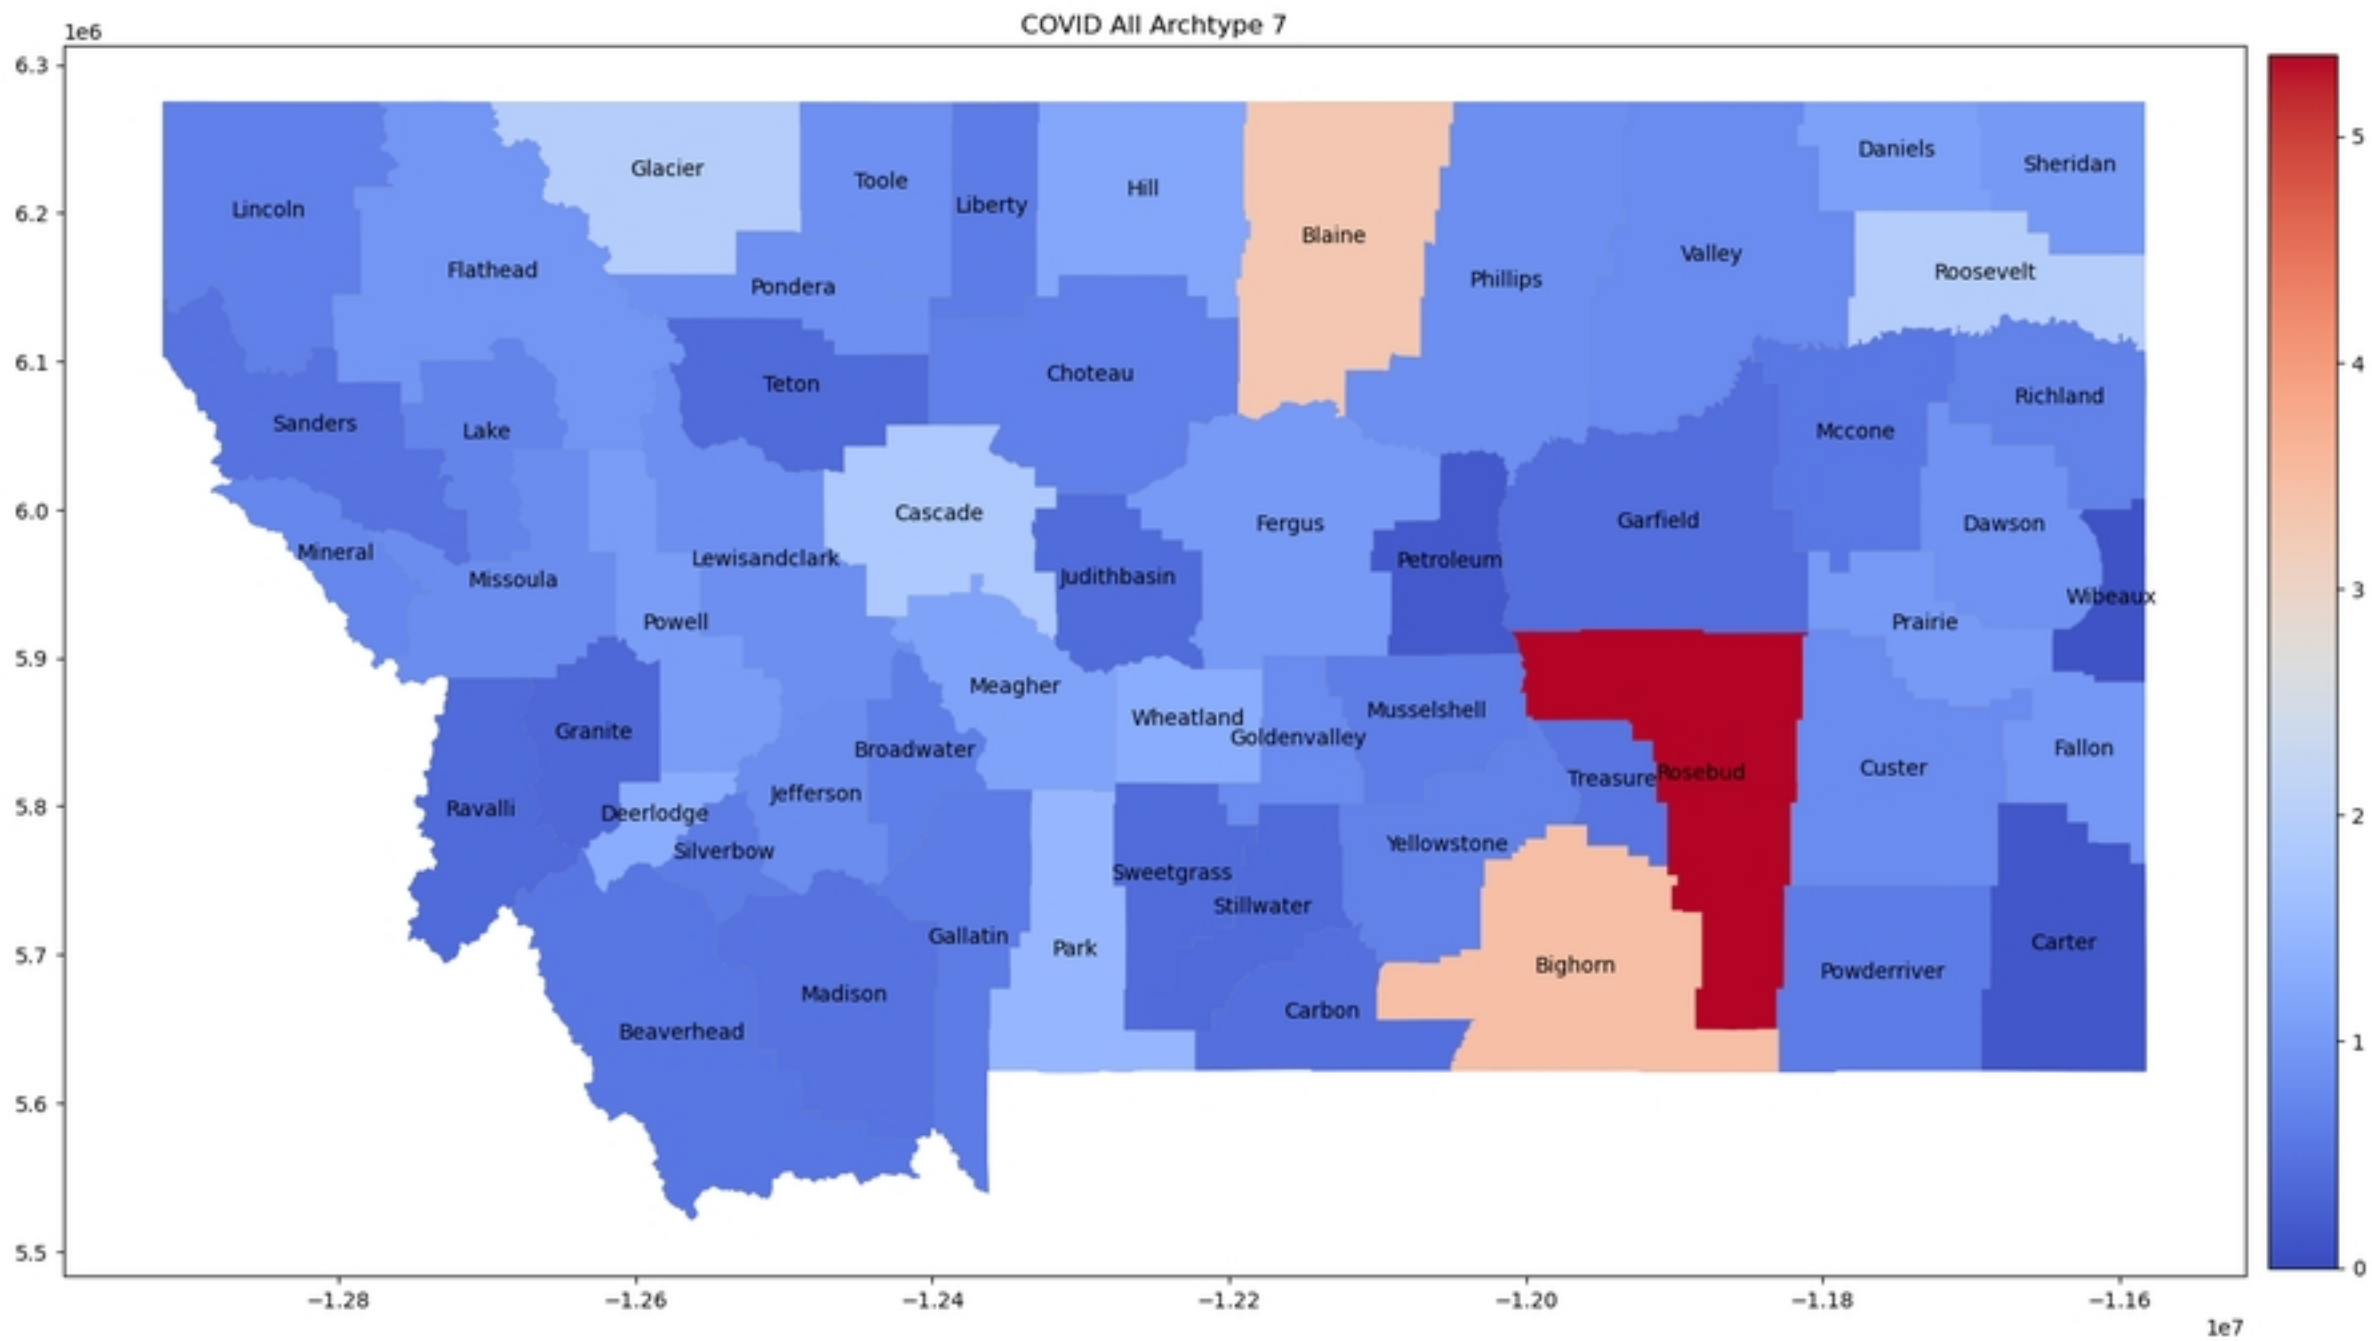 COVID All Archtype 7
1e6
6.3
6.2
6.1
6.0
5.9
5.8
5.7
5.6
5.5
Glacier
Toole
Liberty
Hill
Blaine
Phillips
Valley
Daniels
Sheridan
Lincoln
Flathead
Pondera
Roosevelt
Teton
Choteau
Richland
Sanders
Lake
Mccone
Cascade
Fergus
Garfield
Dawson
Mineral
Missoula
Lewisandclark
Judithbasin
Petroleum
Wibeaux
Powell
Prairie
Meagher
Granite
Wheatland
Goldenvalley
Musselshell
Broadwater
Fallon
Treasure
Rosebud
Custer
Ravalli
Deerlodge
Jefferson
Silverbow
Yellowstone
Sweetgrass
Stillwater
Gallatin
Park
Bighorn
Powderriver
Carter
Madison
Beaverhead
Carbon
−1.28
−1.26
−1.24
−1.22
−1.20
−1.18
−1.16
1e7
5
4
3
2
1
0